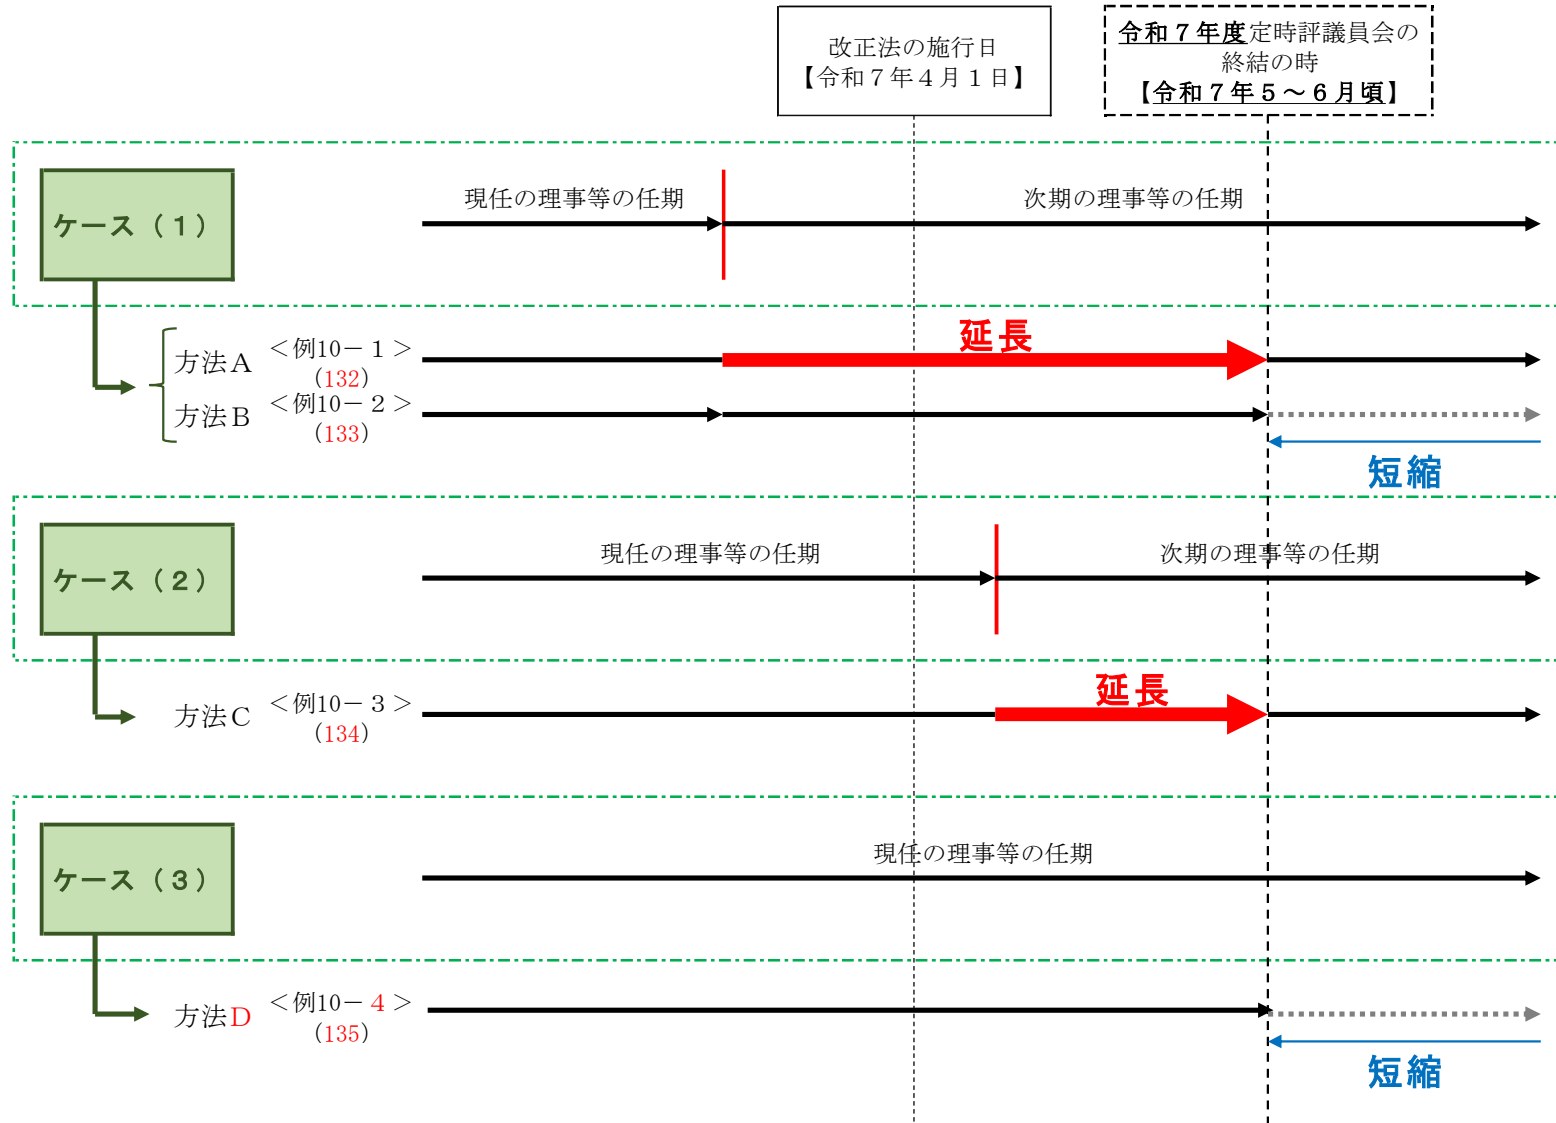 改正法の施行日
【令和７年４月１日】
令和７年度定時評議員会の
終結の時
【令和７年５～６月頃】
ケース（１）
現任の理事等の任期
次期の理事等の任期
延長
方法Ａ
＜例10－１＞
（132）
方法Ｂ
＜例10－２＞
（133）
短縮
ケース（２）
現任の理事等の任期
次期の理事等の任期
延長
方法Ｃ
＜例10－３＞
（134）
ケース（３）
現任の理事等の任期
方法Ｄ
＜例10－４＞
（135）
短縮